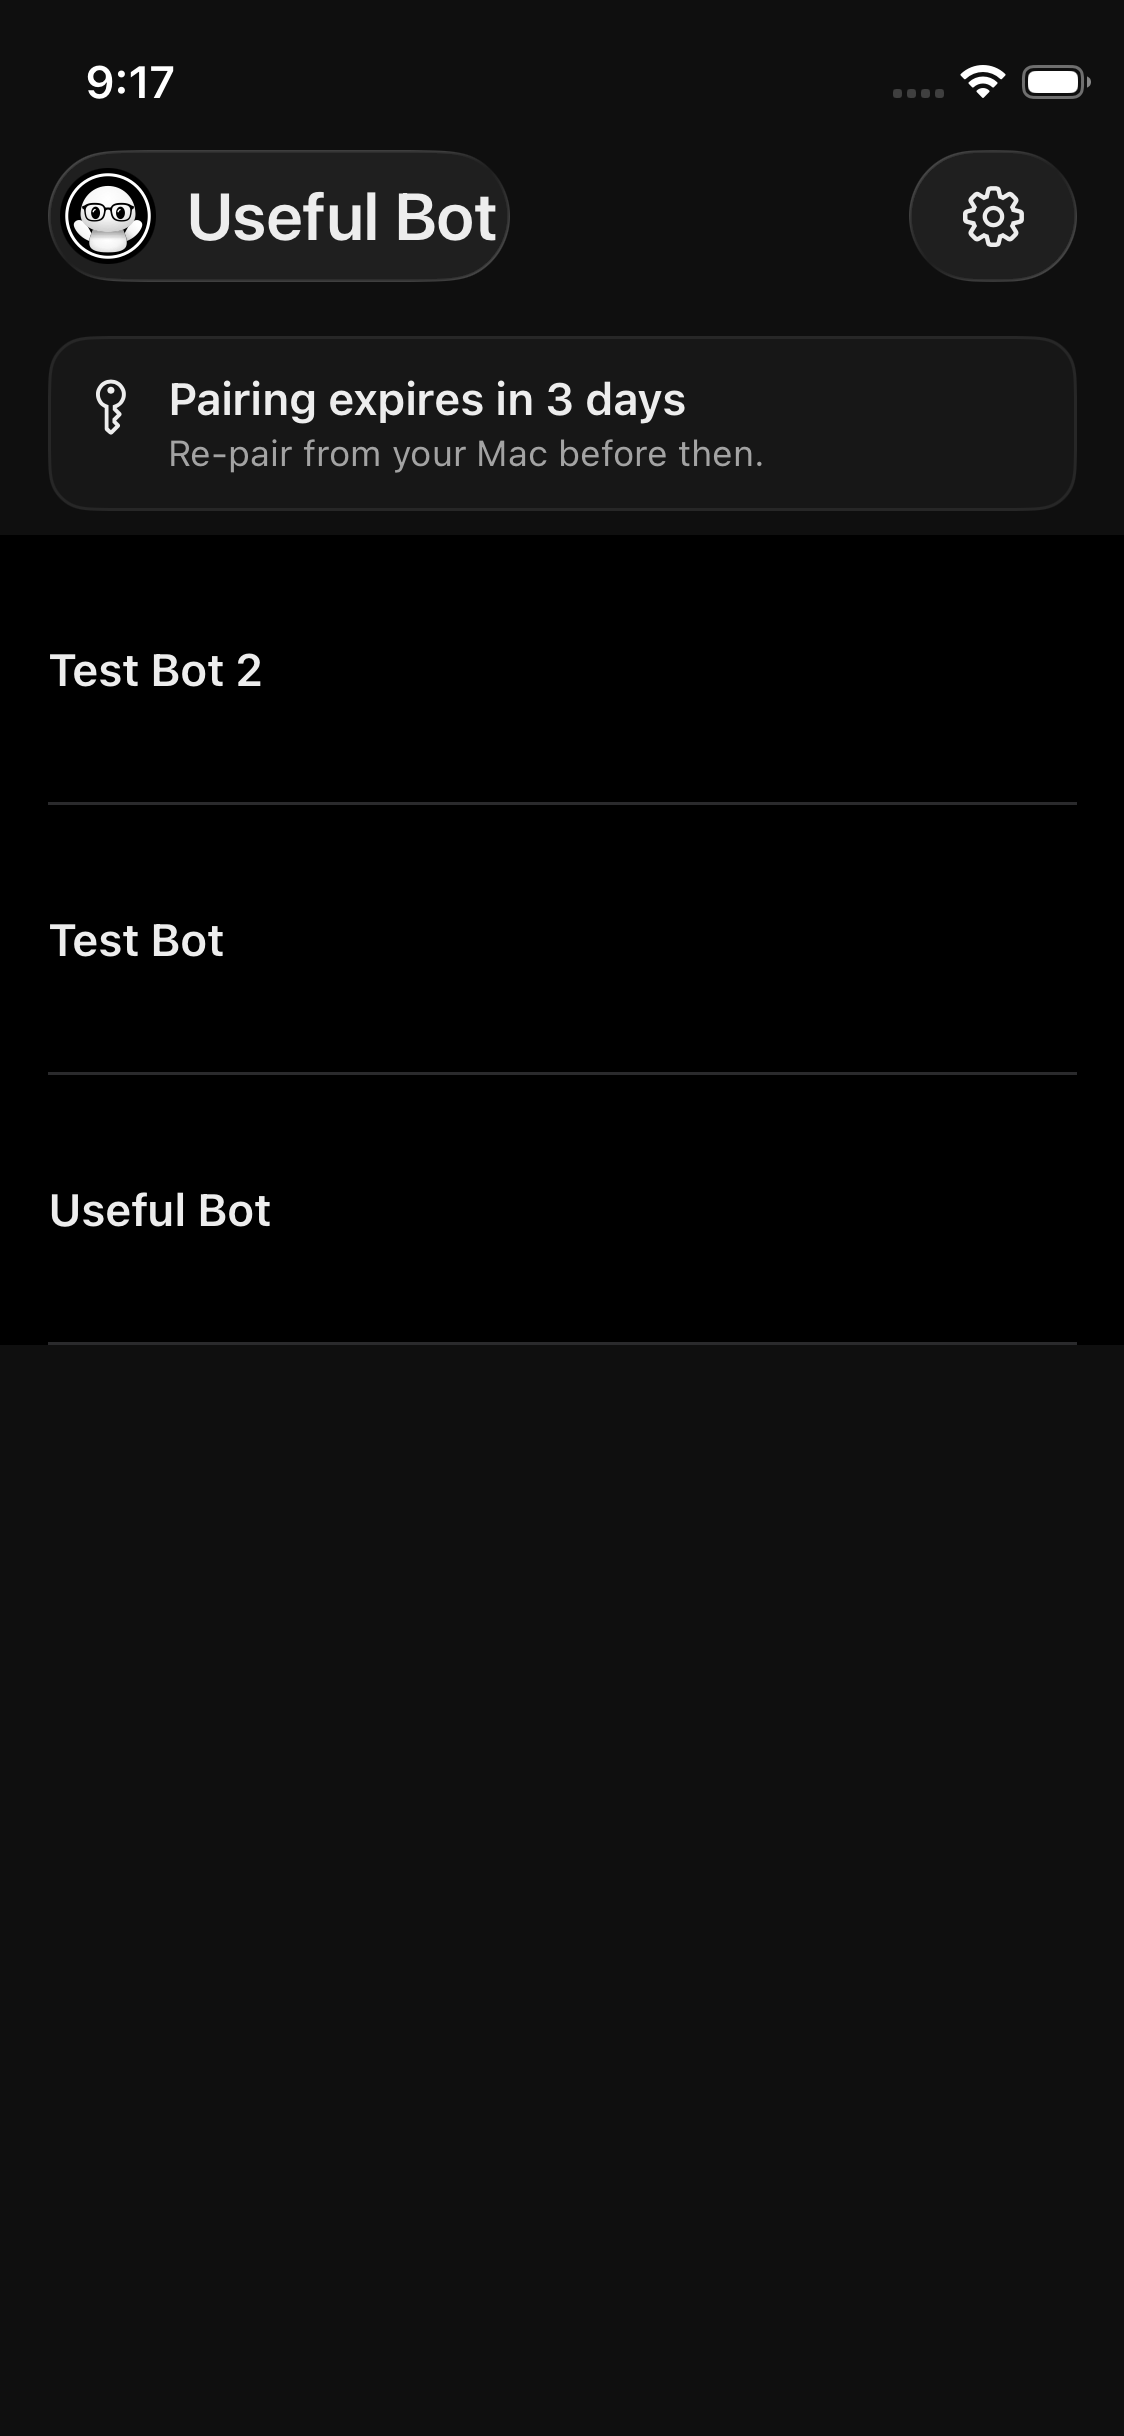 9:17
Useful Bot
Pairing expires in 3 days
Re-pair from your Mac before then.
Test Bot 2
Test Bot
Useful Bot